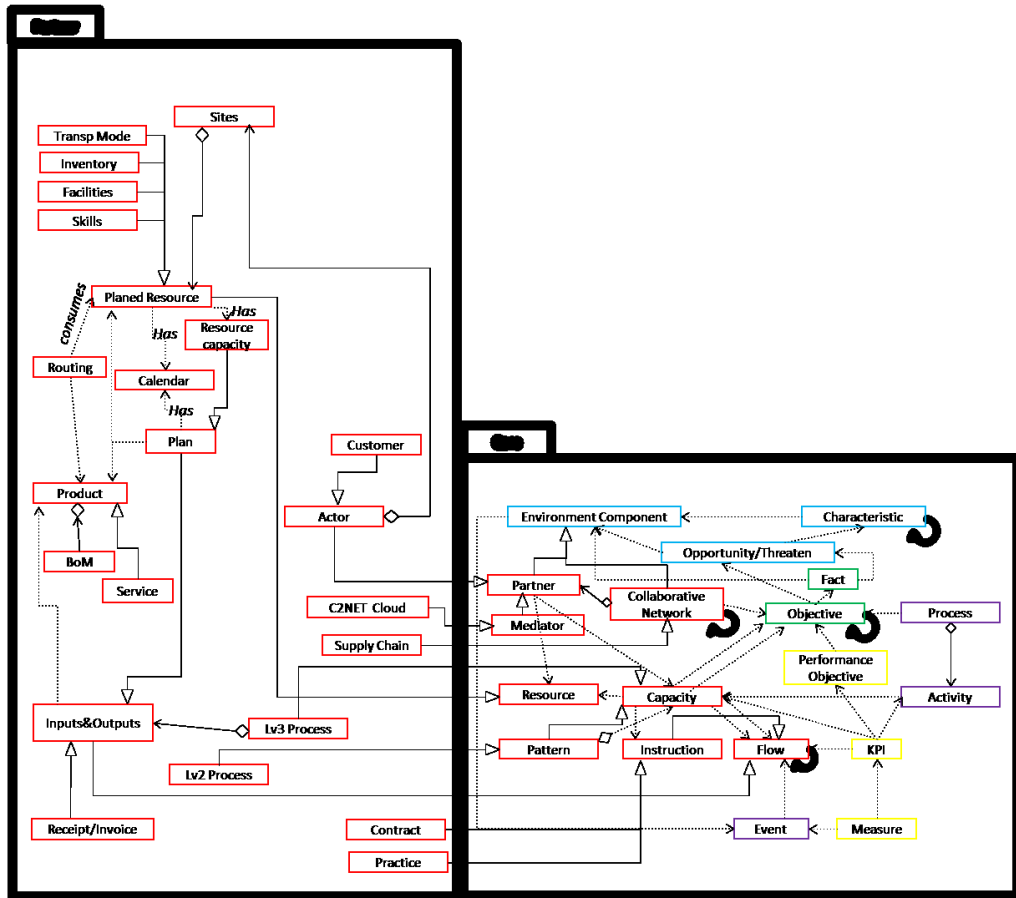 Sites
Transp Mode
Inventory
Facilities
Skills
Planed Resource
consumes
Has
Has
Resource
capacity
Routing
Calendar
Has
Plan
Customer
Product
Actor
BoM
Service
C2NET Cloud
Supply Chain
Inputs&Outputs
Lv3 Process
Lv2 Process
Receipt/Invoice
Contract
Practice
Environment Component
Characteristic
Opportunity/Threaten
Partner
Fact
Collaborative
Network
Objective
Process
Mediator
Performance
Objective
Resource
Capacity
Activity
Pattern
Instruction
Flow
KPI
Event
Measure